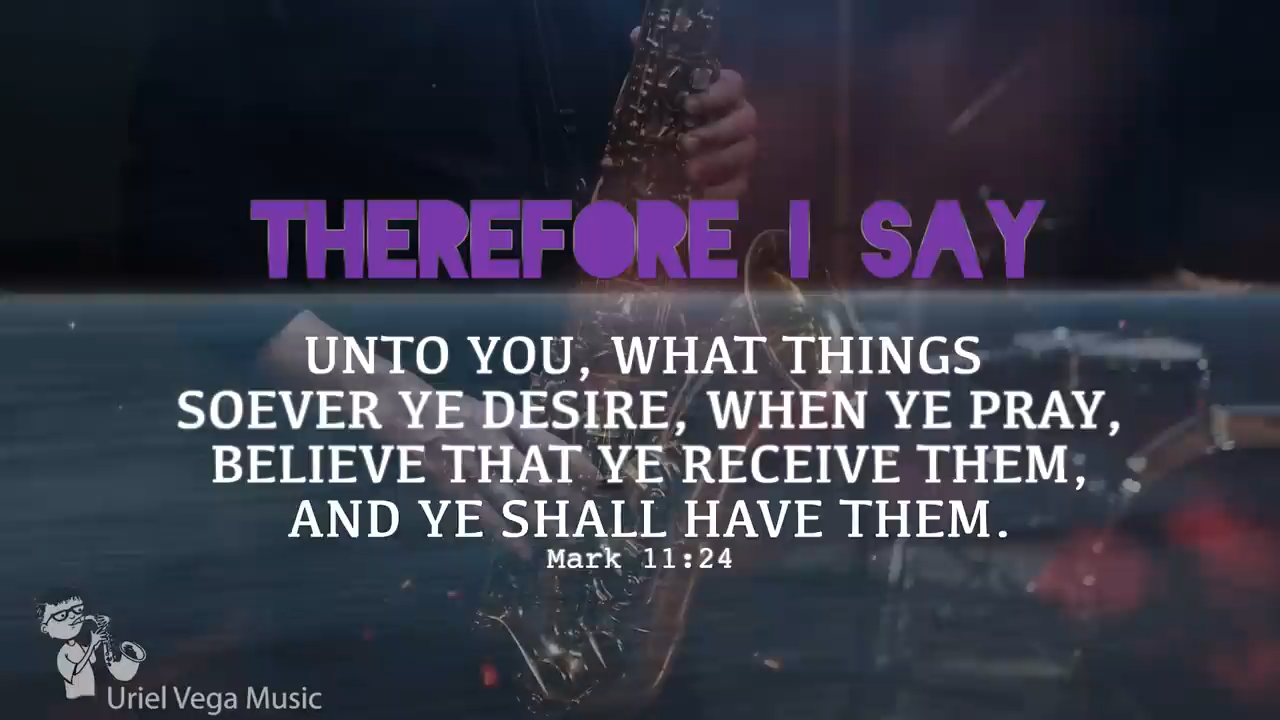 THEREFORE I SAY
UNTO YOU, WHAT THINGS
SOEVER YE DESIRE, WHEN YE PRAY,
BELIEVE THAT YE RECEIVE THEM,
AND YE SHALL HAVE THEM.
Mark 11:24
Uriel Vega Music